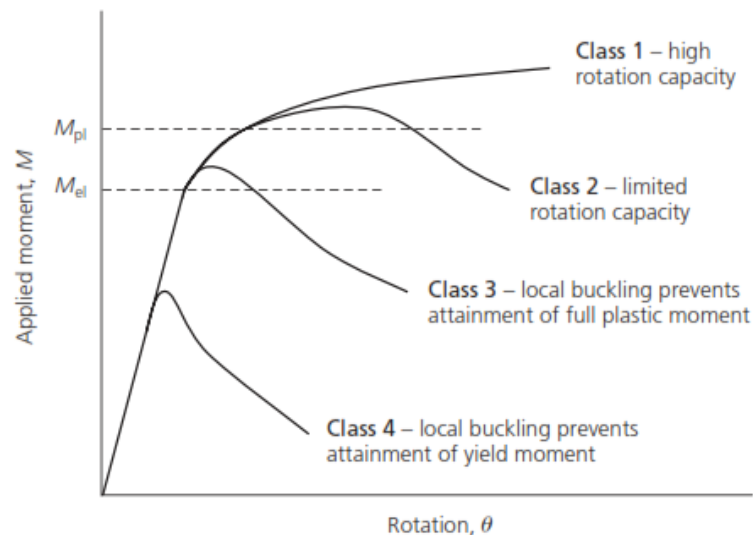 Class 1 – high
rotation capacity
M_pl
M_el
Applied moment, M
Class 2 – limited
rotation capacity
Class 3 – local buckling prevents
attainment of full plastic moment
Class 4 – local buckling prevents
attainment of yield moment
Rotation, θ